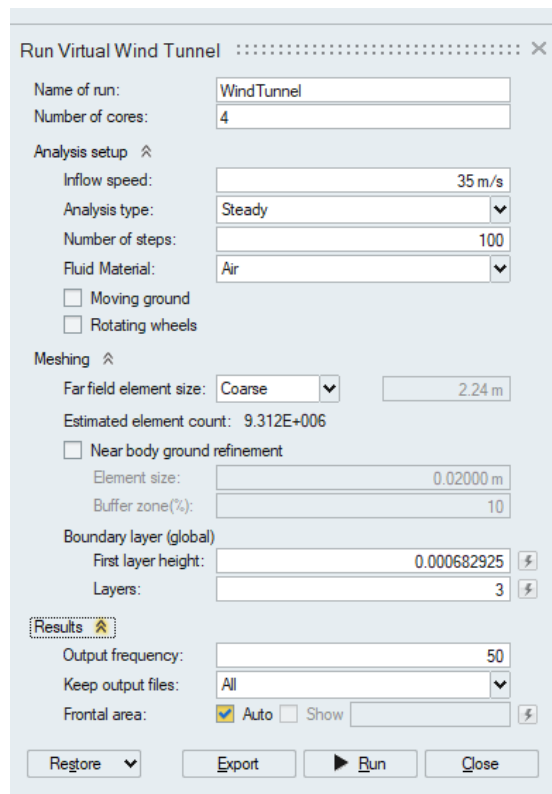 Run Virtual Wind Tunnel
Name of run: WindTunnel
Number of cores: 4
Analysis setup
Inflow speed: 35 m/s
Analysis type: Steady
Number of steps: 100
Fluid Material: Air
Moving ground
Rotating wheels
Meshing
Far field element size: Coarse 2.24 m
Estimated element count: 9.312E+006
Near body ground refinement
Element size: 0.02000 m
Buffer zone(%): 10
Boundary layer (global)
First layer height: 0.000682925
Layers: 3
Results
Output frequency: 50
Keep output files: All
Frontal area: Auto Show
Restore Export Run Close